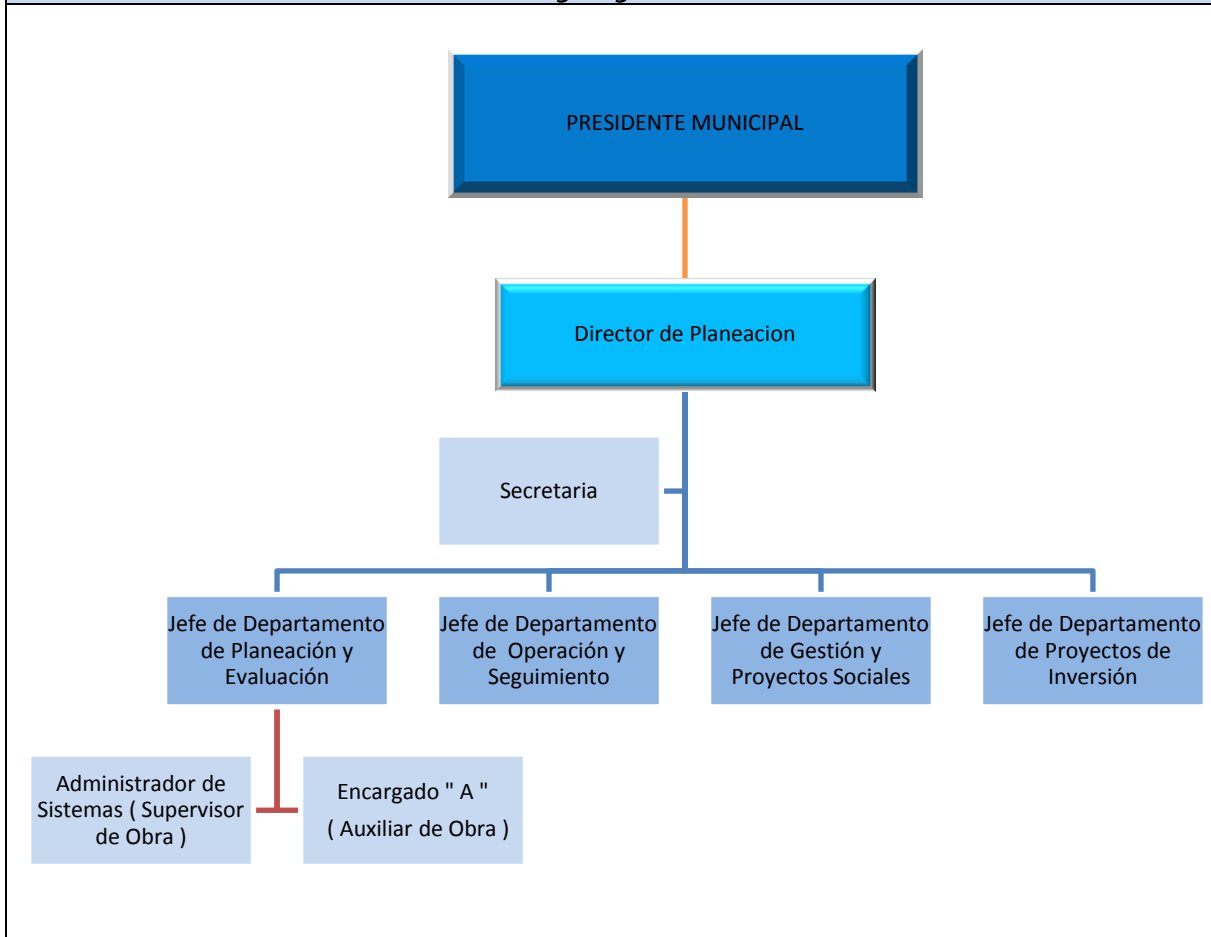 PRESIDENTE MUNICIPAL
Director de Planeacion
Secretaria
Jefe de Departamento
de Planeación y
Evaluación
Jefe de Departamento
de Operación y
Seguimiento
Jefe de Departamento
de Gestión y
Proyectos Sociales
Jefe de Departamento
de Proyectos de
Inversión
Administrador de
Sistemas ( Supervisor
de Obra )
Encargado " A "
( Auxiliar de Obra )